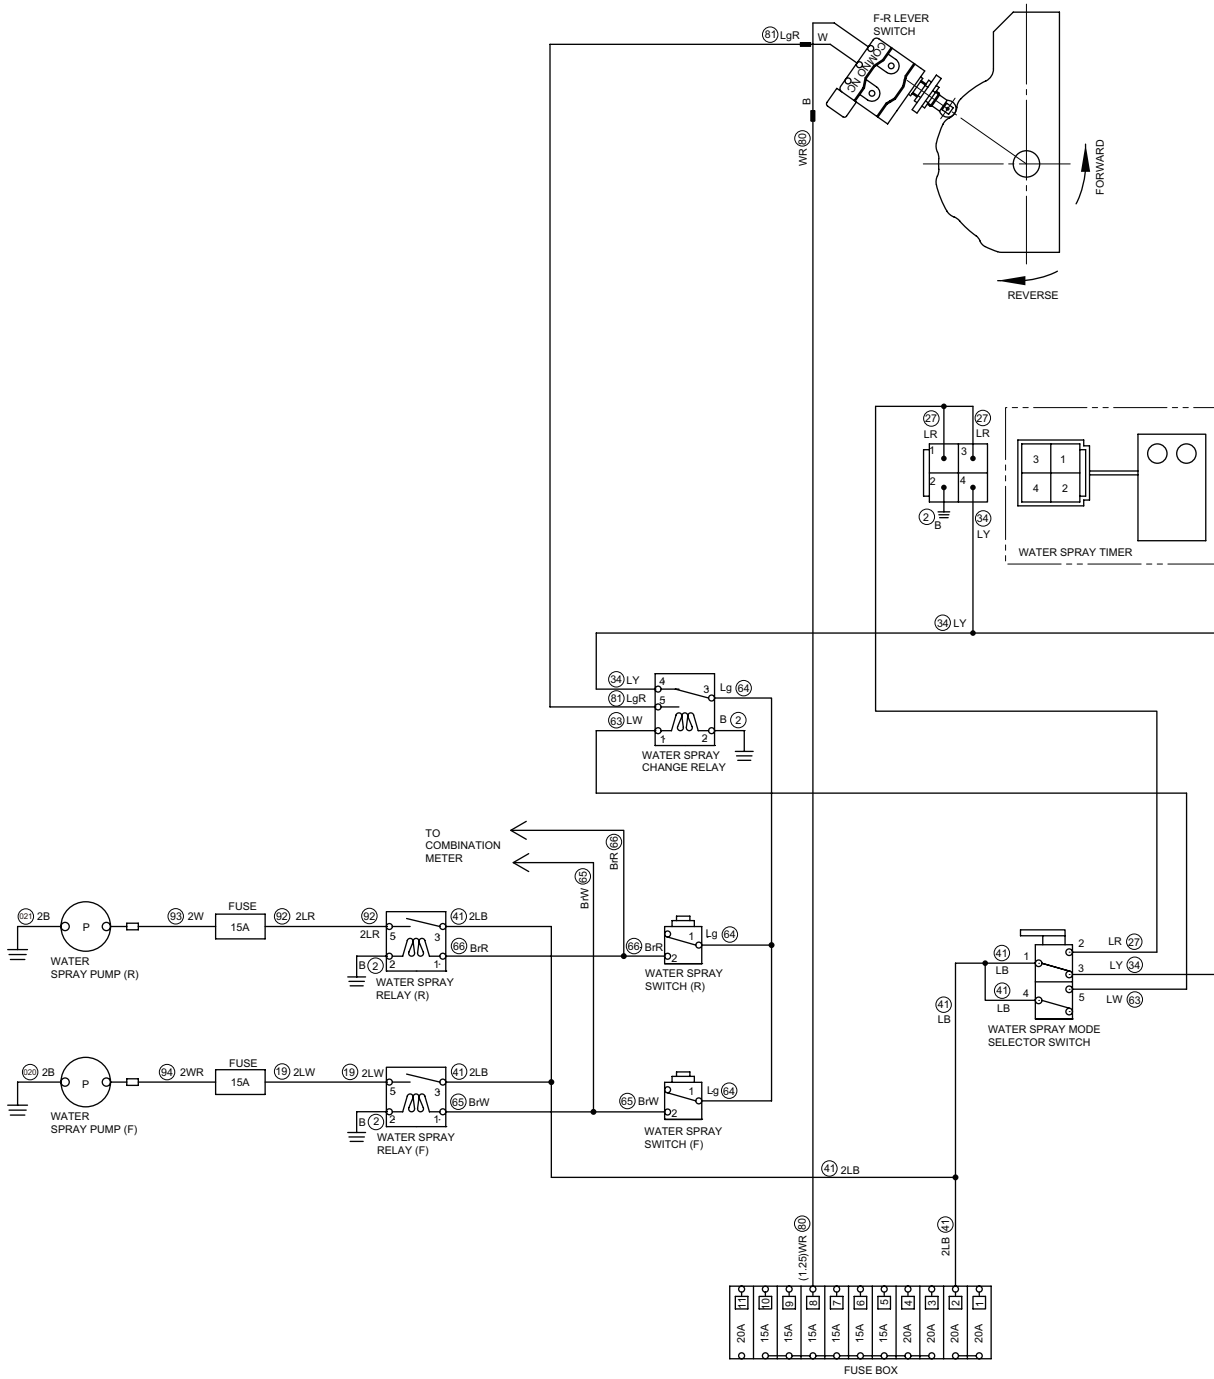 F-R LEVER
SWITCH
81 LgR
W
COM NO NC
B
WR 80
FORWARD
REVERSE
27 27
LR LR
1 3
2 4
2 B
34
LY
3 1
4 2
WATER SPRAY TIMER
34 LY
34 LY
81 LgR
63 LW
4
3
5
1 2
Lg 64
B 2
WATER SPRAY
CHANGE RELAY
TO
COMBINATION
METER
BrR 66
BrW 65
021 2B
P
WATER
SPRAY PUMP (R)
93 2W
FUSE
15A
92 2LR
92
2LR
5 3
2 1
B 2
41 2LB
66 BrR
WATER SPRAY
RELAY (R)
66 BrR
1
2
Lg 64
WATER SPRAY
SWITCH (R)
41
LB
41
LB
41
LB
1
4
2
3
5
LR 27
LY 34
LW 63
WATER SPRAY MODE
SELECTOR SWITCH
020 2B
P
WATER
SPRAY PUMP (F)
94 2WR
FUSE
15A
19 2LW
19 2LW
5 3
2 1
B 2
41 2LB
65 BrW
WATER SPRAY
RELAY (F)
65 BrW
1
2
Lg 64
WATER SPRAY
SWITCH (F)
41 2LB
(1.25)WR 80
2LB 41
11 10 9 8 7 6 5 4 3 2 1
20A 15A 15A 15A 15A 15A 15A 20A 20A 20A 20A
FUSE BOX